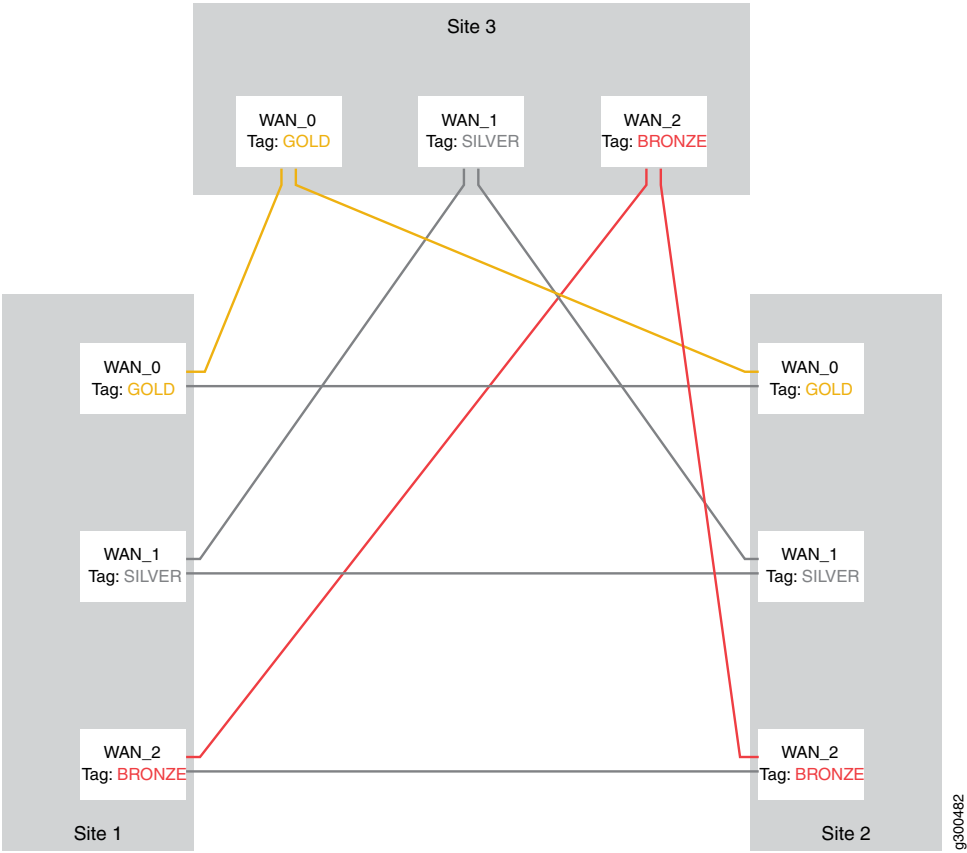 Site 3
WAN_0
Tag: GOLD
WAN_1
Tag: SILVER
WAN_2
Tag: BRONZE
WAN_0
Tag: GOLD
WAN_1
Tag: SILVER
WAN_2
Tag: BRONZE
Site 1
WAN_0
Tag: GOLD
WAN_1
Tag: SILVER
WAN_2
Tag: BRONZE
Site 2
g300482